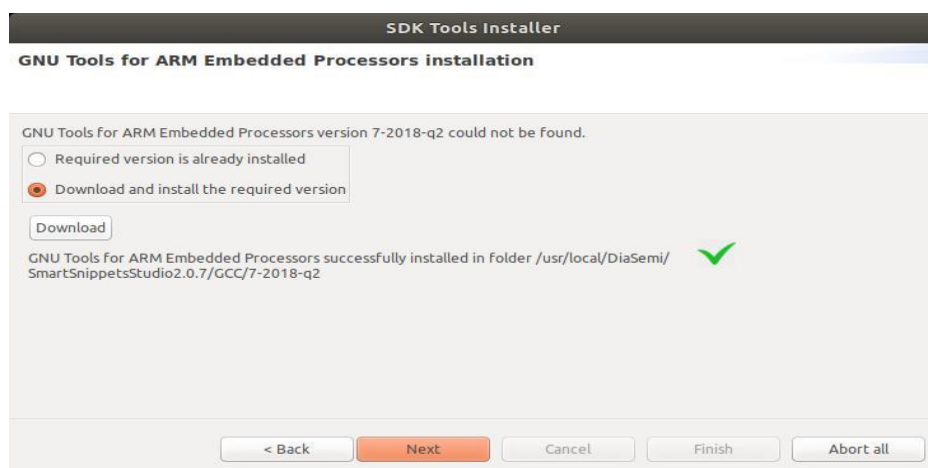 SDK Tools Installer
GNU Tools for ARM Embedded Processors installation
GNU Tools for ARM Embedded Processors version 7-2018-q2 could not be found.
Required version is already installed
Download and install the required version
Download
GNU Tools for ARM Embedded Processors successfully installed in folder /usr/local/DiaSemi/
SmartSnippetsStudio2.0.7/GCC/7-2018-q2
< Back Next Cancel Finish Abort all